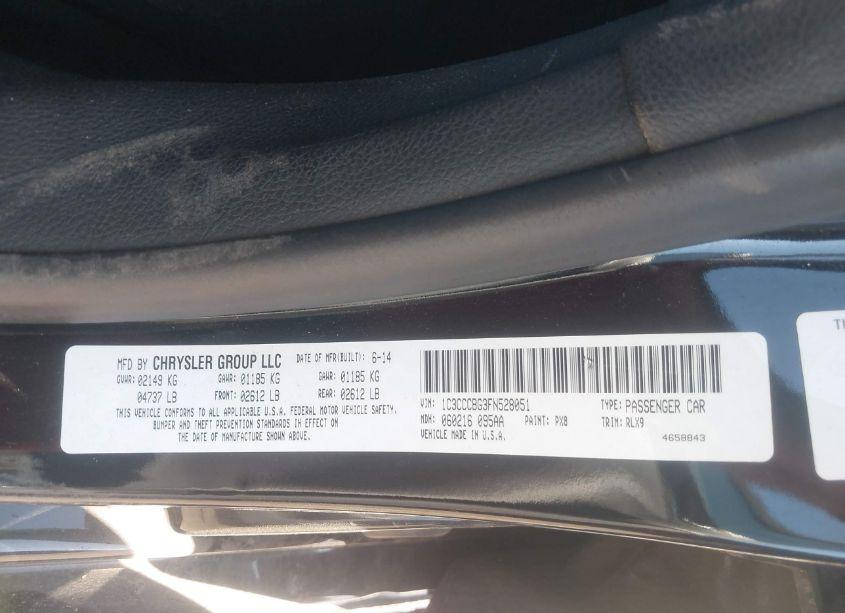 MFD BY CHRYSLER GROUP LLC DATE OF MFR(BUILT): 6-14
GVWR: 02149 KG GAWR: 01185 KG GAWR: 01185 KG
04737 LB FRONT: 02612 LB REAR: 02612 LB
THIS VEHICLE CONFORMS TO ALL APPLICABLE U.S.A. FEDERAL MOTOR VEHICLE SAFETY,
BUMPER AND THEFT PREVENTION STANDARDS IN EFFECT ON
THE DATE OF MANUFACTURE SHOWN ABOVE.
VIN: 1C3CCCBG3FN528051 TYPE: PASSENGER CAR
MDH: 060216 095AA PAINT: PX8 TRIM: RLX9
VEHICLE MADE IN U.S.A. 4658843